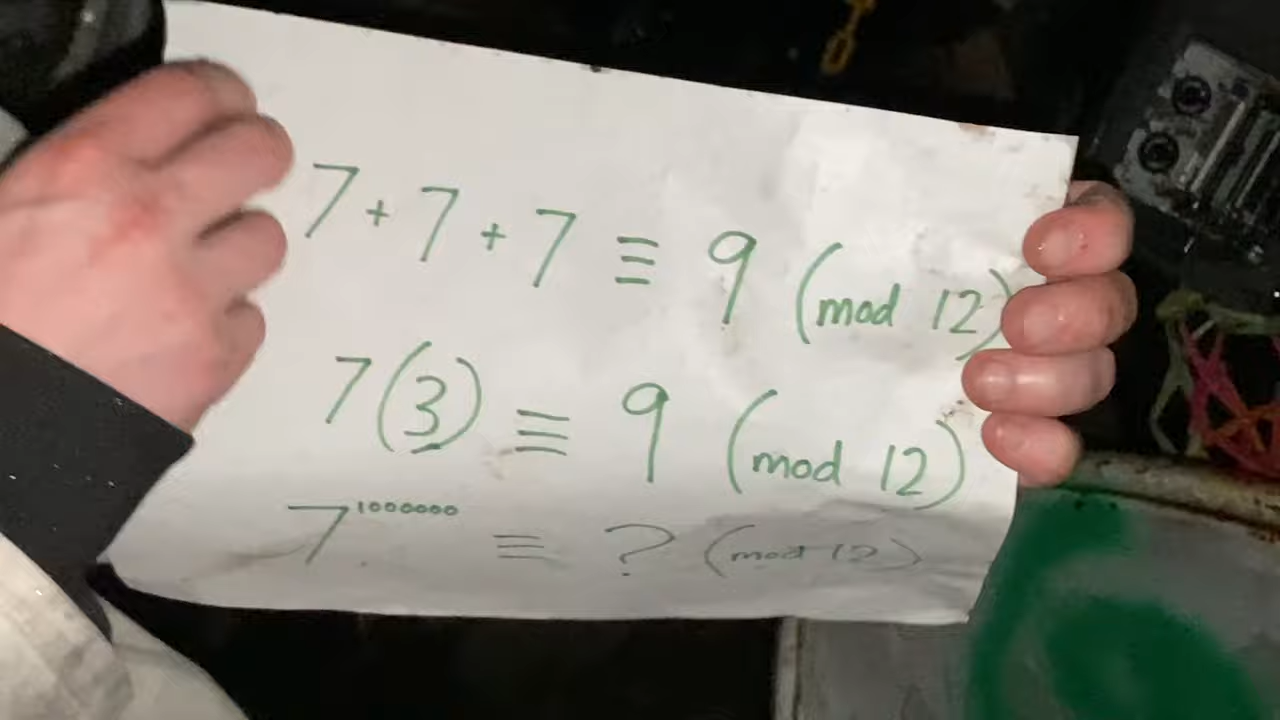 7 + 7 + 7 ≡ 9 (mod 12)
7(3) ≡ 9 (mod 12)
7^1000000 ≡ ? (mod 12)